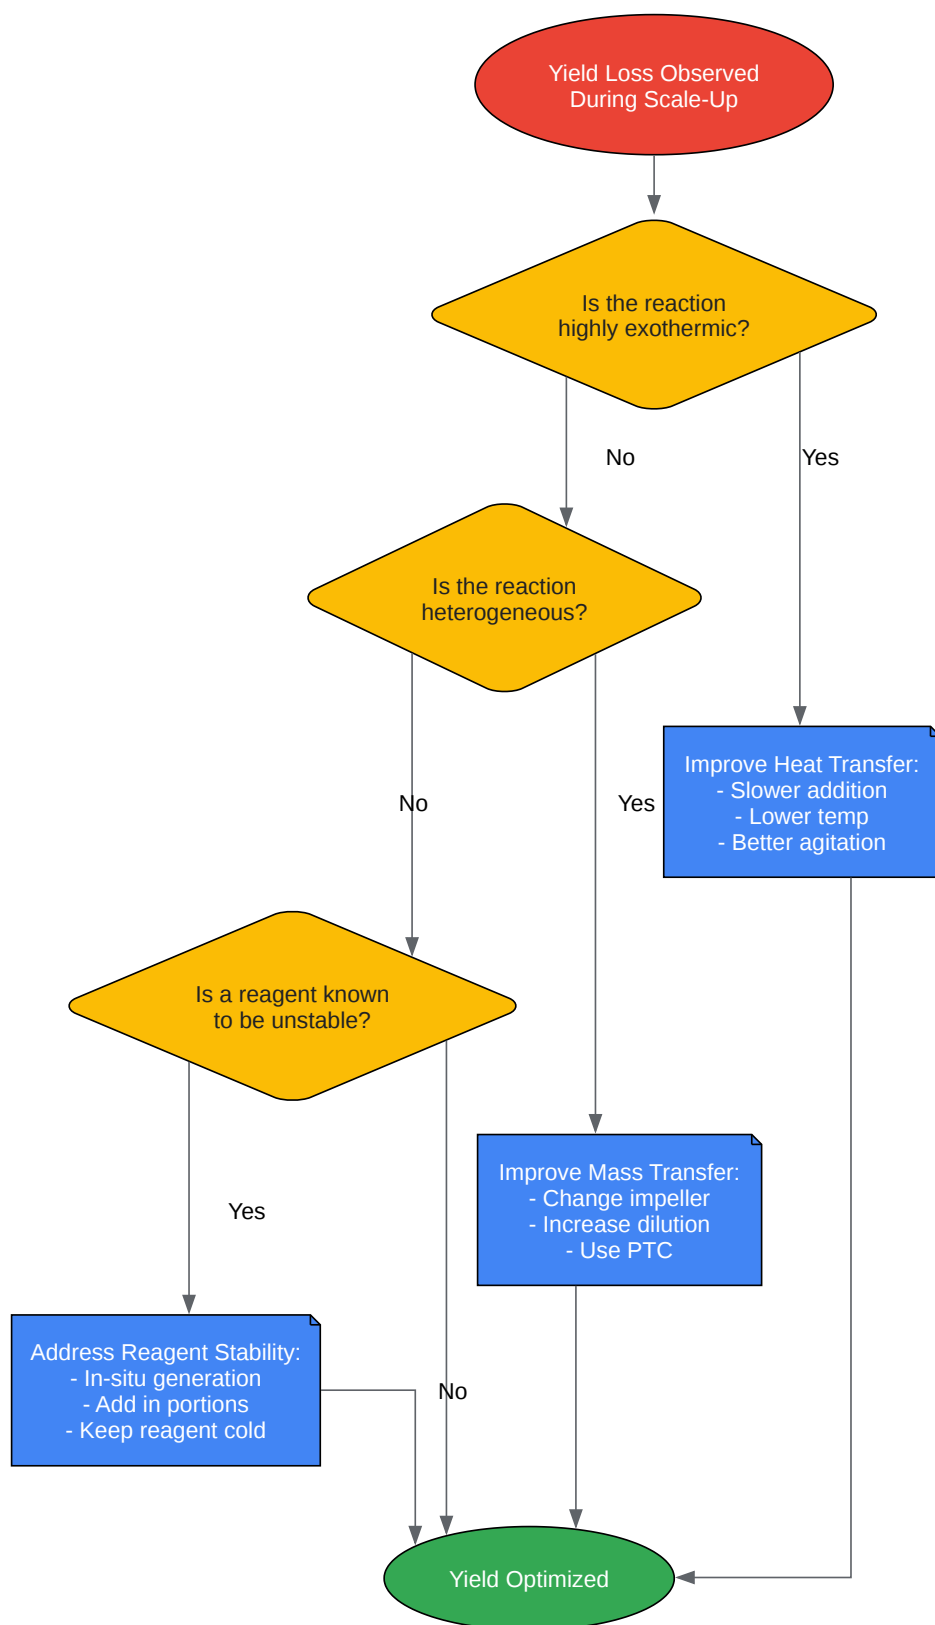 Yield Loss Observed
During Scale-Up
Is the reaction
highly exothermic?
No
Yes
Is the reaction
heterogeneous?
Improve Heat Transfer:
- Slower addition
- Lower temp
- Better agitation
No
Yes
Is a reagent known
to be unstable?
Improve Mass Transfer:
- Change impeller
- Increase dilution
- Use PTC
Yes
Address Reagent Stability:
- In-situ generation
- Add in portions
- Keep reagent cold
No
Yield Optimized